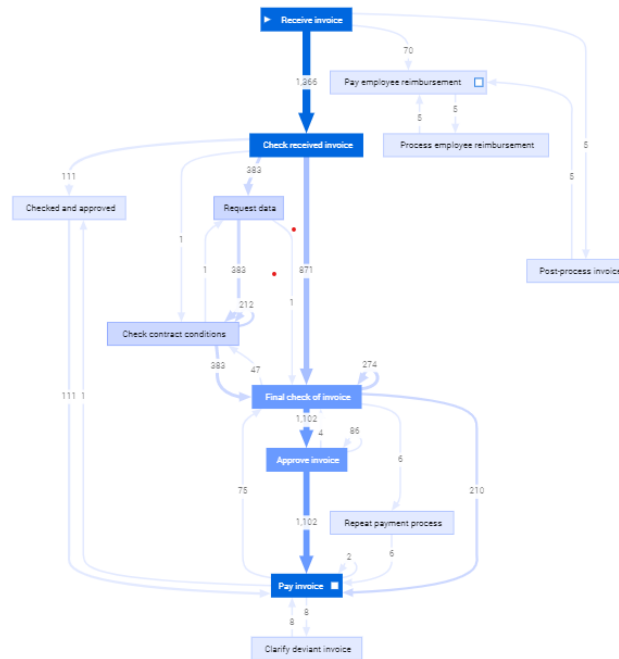 Receive invoice
70
1,366
Pay employee reimbursement
5
5
Check received invoice
Process employee reimbursement
5
5
111
383
1
Checked and approved
Request data
1
383
871
Post-process invoice
1
212
Check contract conditions
383
47
274
111
1
Final check of invoice
1,102
4
86
6
Approve invoice
75
210
1,102
Repeat payment process
6
2
Pay invoice
8
8
Clarify deviant invoice